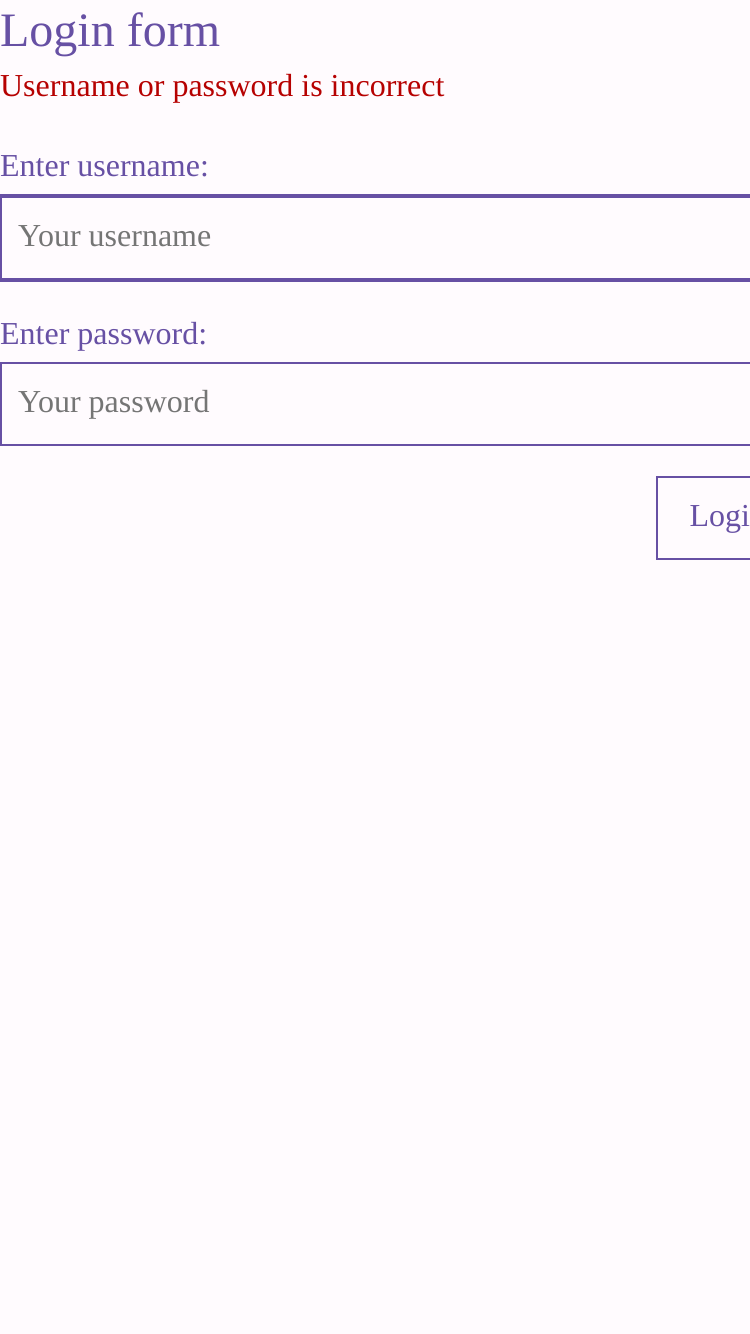 Login form
Username or password is incorrect
Enter username:
Your username
Enter password:
Your password
Logi